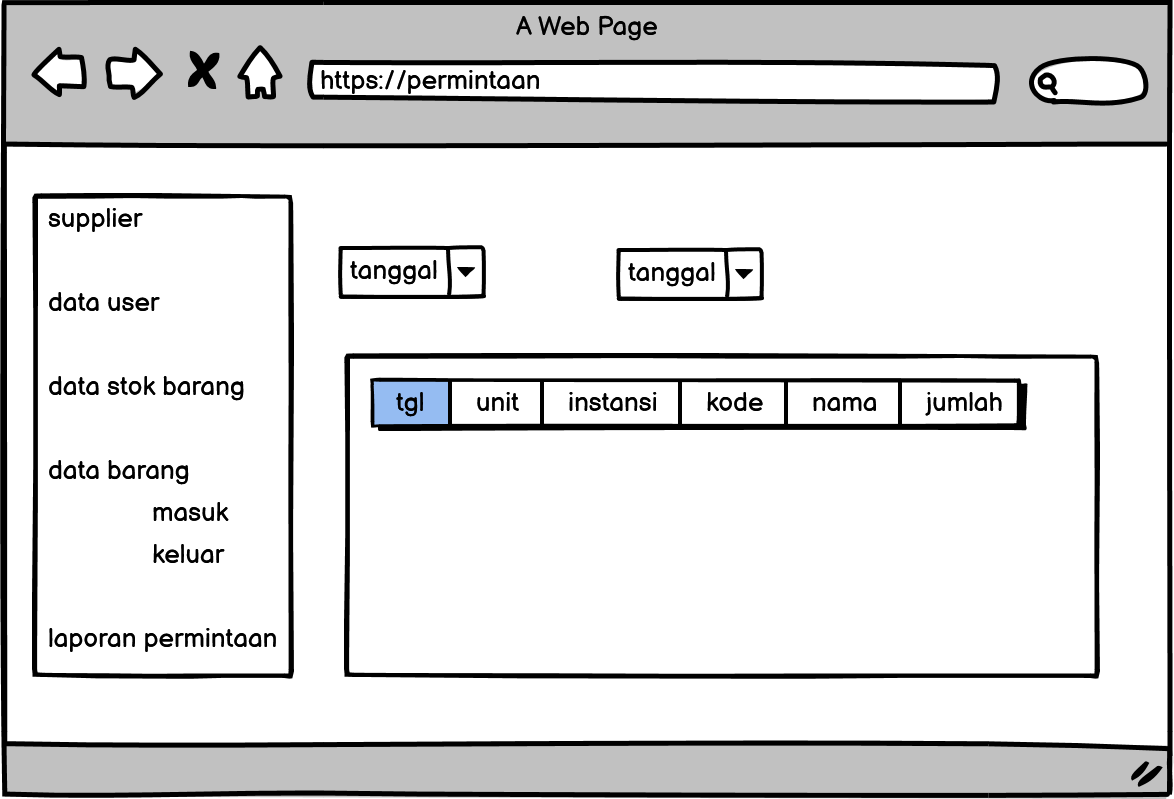 A Web Page
https://permintaan
supplier
data user
data stok barang
data barang
masuk
keluar
laporan permintaan
tanggal
tanggal
tgl unit instansi kode nama jumlah